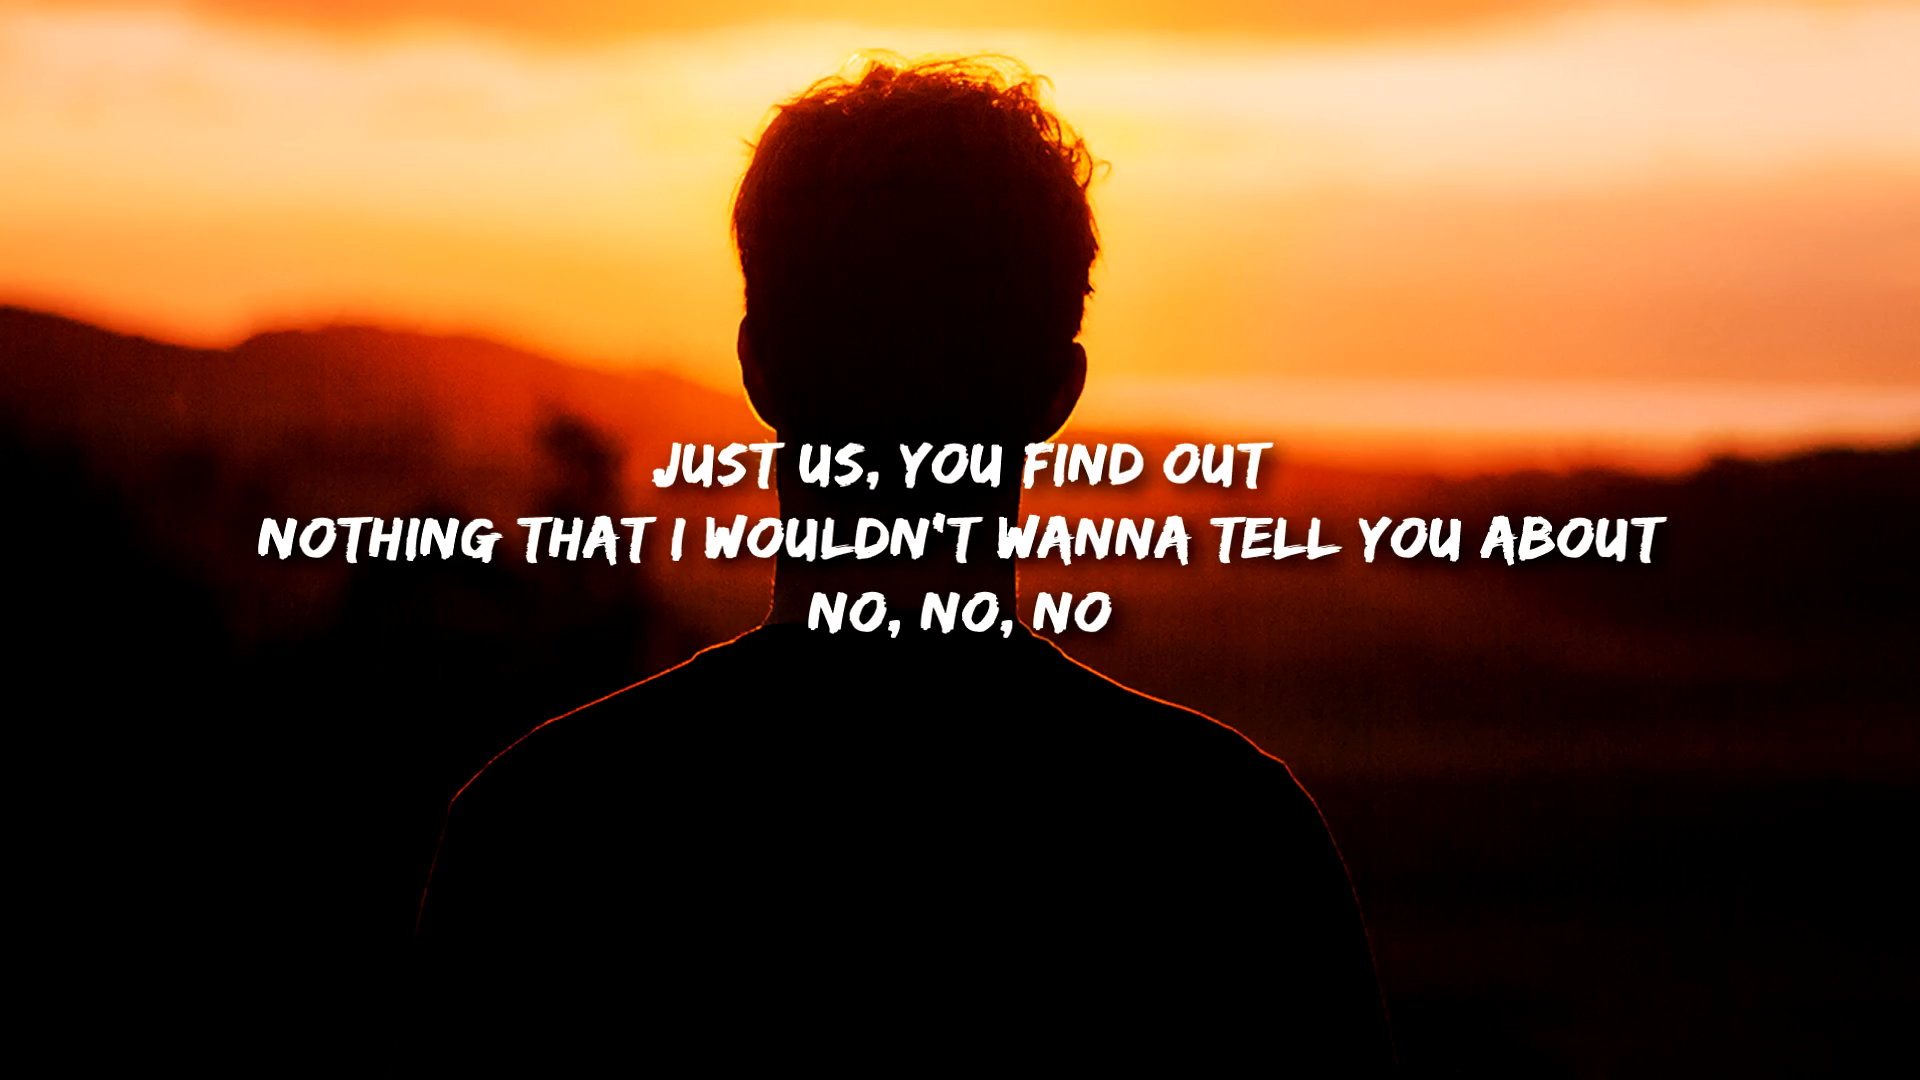 JUST US, YOU FIND OUT
NOTHING THAT I WOULDN'T WANNA TELL YOU ABOUT
NO, NO, NO